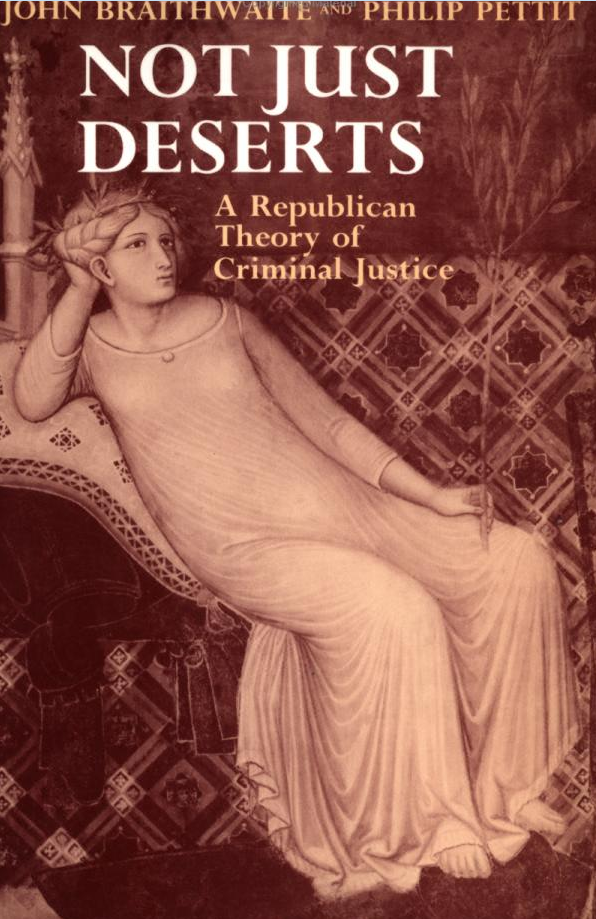 JOHN BRAITHWAITE AND PHILIP PETTIT
NOT JUST
DESERTS
A Republican
Theory of
Criminal Justice